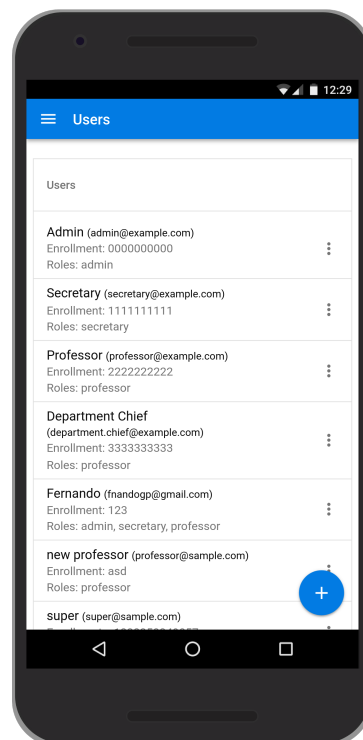 12:29
Users
Users
Admin (admin@example.com)
Enrollment: 0000000000
Roles: admin
Secretary (secretary@example.com)
Enrollment: 1111111111
Roles: secretary
Professor (professor@example.com)
Enrollment: 2222222222
Roles: professor
Department Chief
(department.chief@example.com)
Enrollment: 3333333333
Roles: professor
Fernando (fnandogp@gmail.com)
Enrollment: 123
Roles: admin, secretary, professor
new professor (professor@sample.com)
Enrollment: asd
Roles: professor
super (super@sample.com)